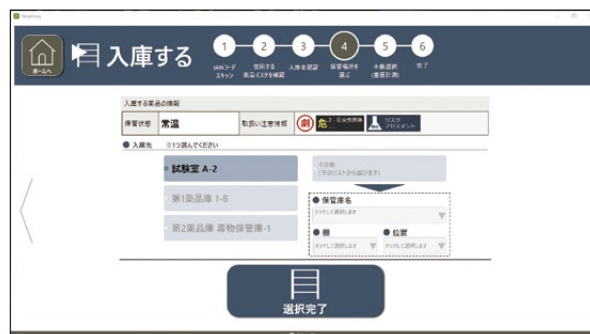 ホームへ
入庫する
1
2
3
4
5
6
JANコード
スキャン
使用する
薬品リスクを確認
入庫者認証
保管場所を
選ぶ
本数選択
(重量計測)
完了
入庫する薬品の情報
保管状態
常温
取扱い注意情報
劇
危
リスク
アセスメント
入庫先
※1つ選んでください
試験室 A-2
その他
(下のリストから選びます)
第1薬品庫 1-B
第2薬品庫 毒物保管庫-1
保管庫名
タップして選択します
棚
位置
タップして選択します
タップして選択します
選択完了